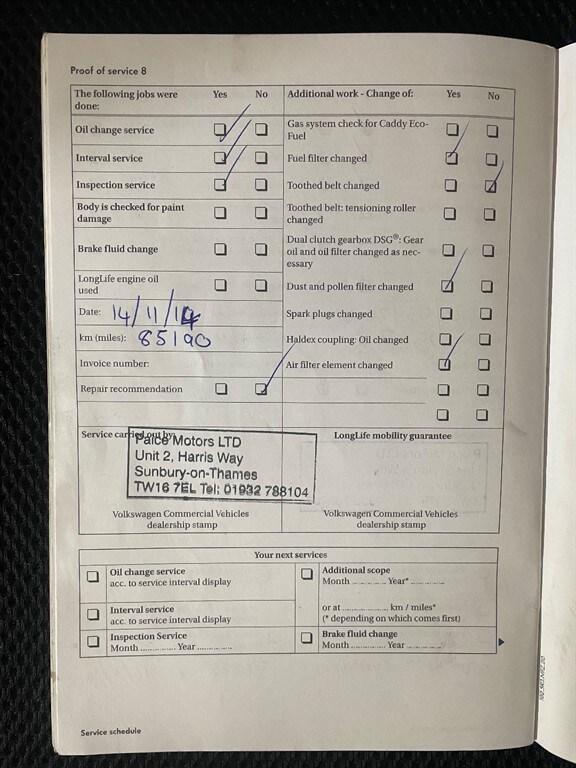 Proof of service 8
The following jobs were done: Yes No
Additional work - Change of: Yes No
Oil change service
Gas system check for Caddy Eco-
Fuel
Interval service
Fuel filter changed
Inspection service
Toothed belt changed
Body is checked for paint
damage
Toothed belt: tensioning roller
changed
Brake fluid change
Dual clutch gearbox DSG®: Gear
oil and oil filter changed as nec-
essary
LongLife engine oil
used
Dust and pollen filter changed
Date: 14/11/14
Spark plugs changed
km (miles): 85190
Haldex coupling: Oil changed
Invoice number:
Air filter element changed
Repair recommendation
Service carried out by
LongLife mobility guarantee
Paice Motors LTD
Unit 2, Harris Way
Sunbury-on-Thames
TW16 7EL Tel: 01932 788104
Volkswagen Commercial Vehicles
dealership stamp
Volkswagen Commercial Vehicles
dealership stamp
Your next services
Oil change service
acc. to service interval display
Additional scope
Month ............ Year* ............
Interval service
acc. to service interval display
or at ................ km / miles*
(* depending on which comes first)
Inspection Service
Month ............ Year ............
Brake fluid change
Month ............ Year ............
Service schedule